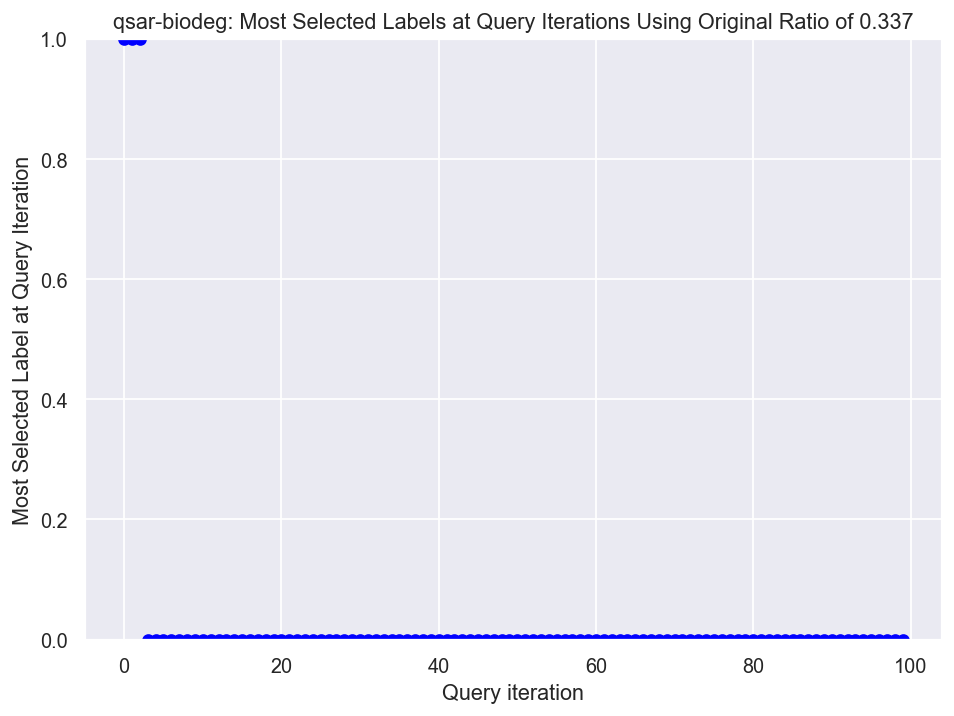 qsar-biodeg: Most Selected Labels at Query Iterations Using Original Ratio of 0.337
1.0
0.8
0.6
0.4
0.2
0.0
Most Selected Label at Query Iteration
0 20 40 60 80 100
Query iteration